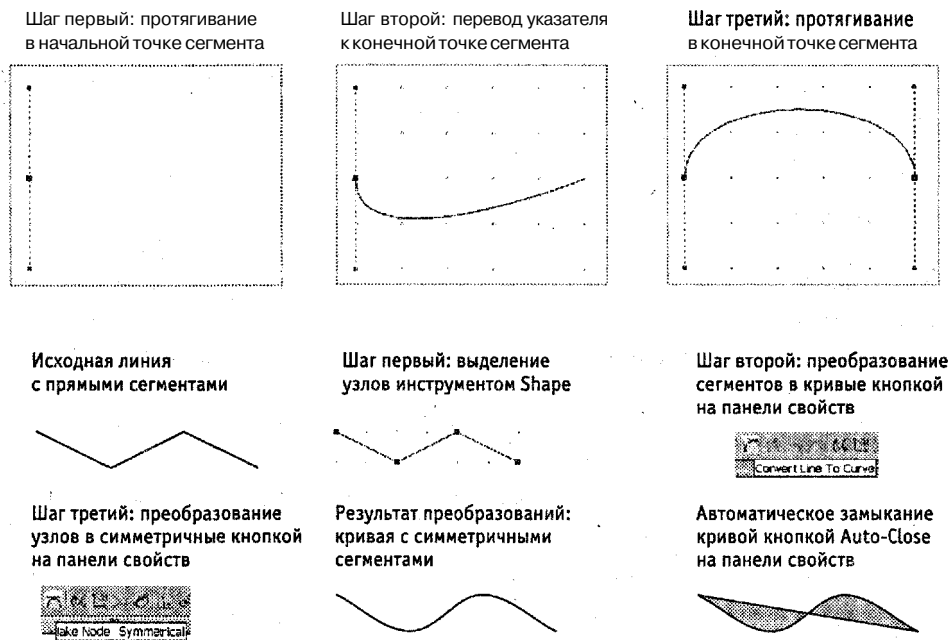 Шаг первый: протягивание
в начальной точке сегмента
Шаг второй: перевод указателя
к конечной точке сегмента
Шаг третий: протягивание
в конечной точке сегмента
Исходная линия
с прямыми сегментами
Шаг первый: выделение
узлов инструментом Shape
Шаг второй: преобразование
сегментов в кривые кнопкой
на панели свойств
Convert Line To Curve
Шаг третий: преобразование
узлов в симметричные кнопкой
на панели свойств
Node Symmetrical
Результат преобразований:
кривая с симметричными
сегментами
Автоматическое замыкание
кривой кнопкой Auto-Close
на панели свойств